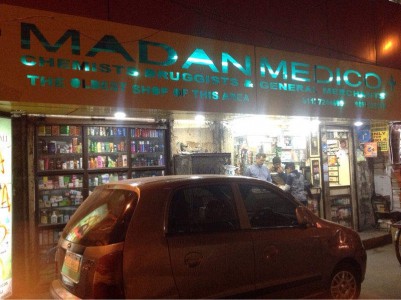 MADAN MEDICO
CHEMISTS DRUGGISTS & GENERAL MERCHANTS
THE OLDEST SHOP OF THIS AREA